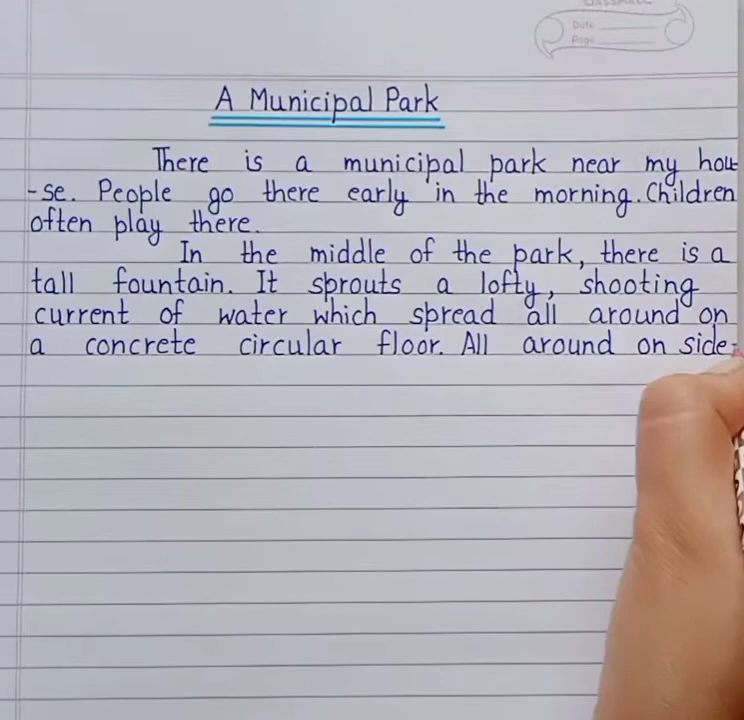 Date
Page
A Municipal Park
There is a municipal park near my hou
-se. People go there early in the morning. Children
often play there.
In the middle of the park, there is a
tall fountain. It sprouts a lofty, shooting
current of water which spread all around on
a concrete circular floor. All around on side-